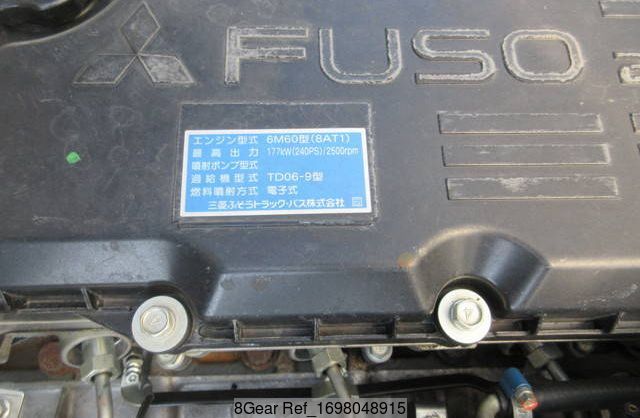 FUSO
エンジン型式 6M60型(8AT1)
最高出力 177kW(240PS)/2500rpm
噴射ポンプ型式
過給機型式 TD06-9型
燃料噴射方式 電子式
三菱ふそうトラック・バス株式会社
8Gear Ref_1698048915